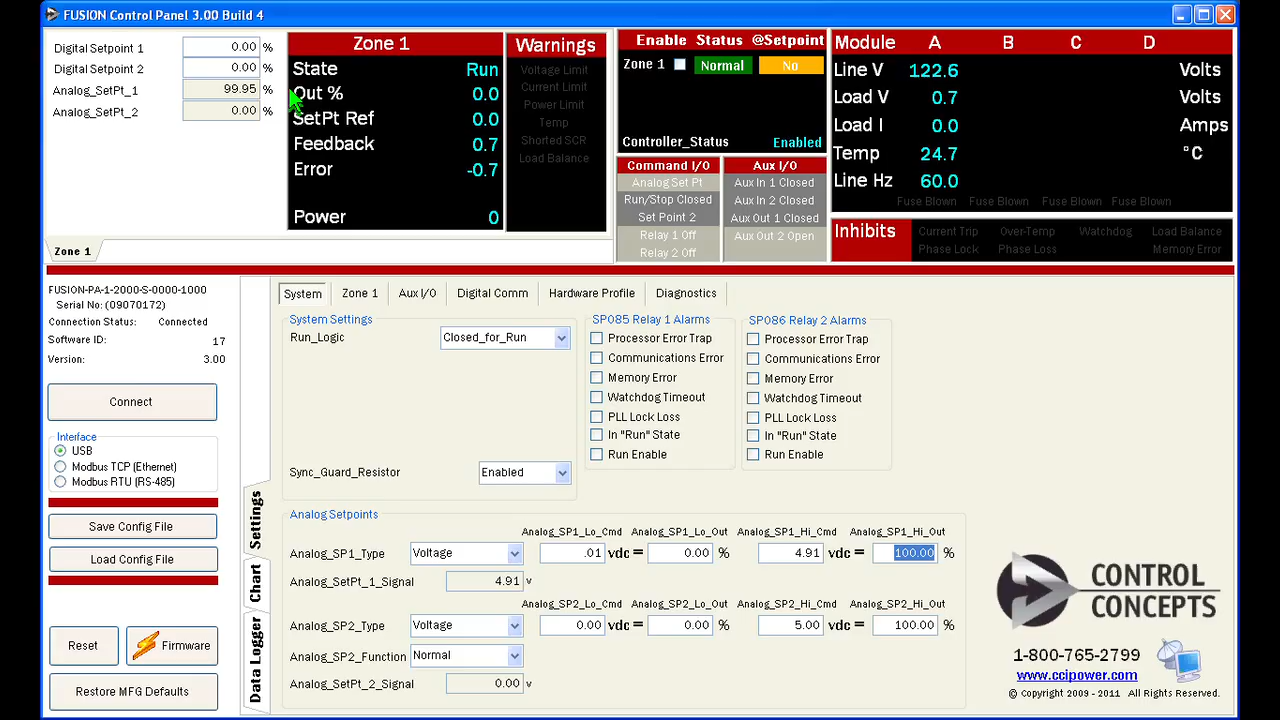 FUSION Control Panel 3.00 Build 4
Digital Setpoint 1 0.00 %
Digital Setpoint 2 0.00 %
Analog_SetPt_1 99.95 %
Analog_SetPt_2 0.00 %
Zone 1
Zone 1
State Run
Out % 0.0
SetPt Ref 0.0
Feedback 0.7
Error -0.7
Power 0
Warnings
Voltage Limit
Current Limit
Power Limit
Temp
Shorted SCR
Load Balance
Enable Status @Setpoint
Zone 1 Normal No
Controller_Status Enabled
Command I/O
Analog Set Pt
Run/Stop Closed
Set Point 2
Relay 1 Off
Relay 2 Off
Aux I/O
Aux In 1 Closed
Aux In 2 Closed
Aux Out 1 Closed
Aux Out 2 Open
Module A B C D
Line V 122.6 Volts
Load V 0.7 Volts
Load I 0.0 Amps
Temp 24.7 °C
Line Hz 60.0
Fuse Blown Fuse Blown Fuse Blown Fuse Blown
Inhibits
Current Trip Over-Temp Watchdog Load Balance
Phase Lock Phase Loss Memory Error
FUSION-PA-1-2000-S-0000-1000
Serial No: (09070172)
Connection Status: Connected
Software ID: 17
Version: 3.00
Connect
Interface
USB
Modbus TCP (Ethernet)
Modbus RTU (RS-485)
Save Config File
Load Config File
Reset
Firmware
Restore MFG Defaults
Settings
Chart
Data Logger
System Zone 1 Aux I/O Digital Comm Hardware Profile Diagnostics
System Settings
Run_Logic Closed_for_Run
Sync_Guard_Resistor Enabled
SP085 Relay 1 Alarms
Processor Error Trap
Communications Error
Memory Error
Watchdog Timeout
PLL Lock Loss
In "Run" State
Run Enable
SP086 Relay 2 Alarms
Processor Error Trap
Communications Error
Memory Error
Watchdog Timeout
PLL Lock Loss
In "Run" State
Run Enable
Analog Setpoints
Analog_SP1_Lo_Cmd Analog_SP1_Lo_Out Analog_SP1_Hi_Cmd Analog_SP1_Hi_Out
Analog_SP1_Type Voltage .01 vdc = 0.00 % 4.91 vdc = 100.00 %
Analog_SetPt_1_Signal 4.91 v
Analog_SP2_Lo_Cmd Analog_SP2_Lo_Out Analog_SP2_Hi_Cmd Analog_SP2_Hi_Out
Analog_SP2_Type Voltage 0.00 vdc = 0.00 % 5.00 vdc = 100.00 %
Analog_SP2_Function Normal
Analog_SetPt_2_Signal 0.00 v
CONTROL
CONCEPTS
1-800-765-2799
www.ccipower.com
© Copyright 2009 - 2011 All Rights Reserved.